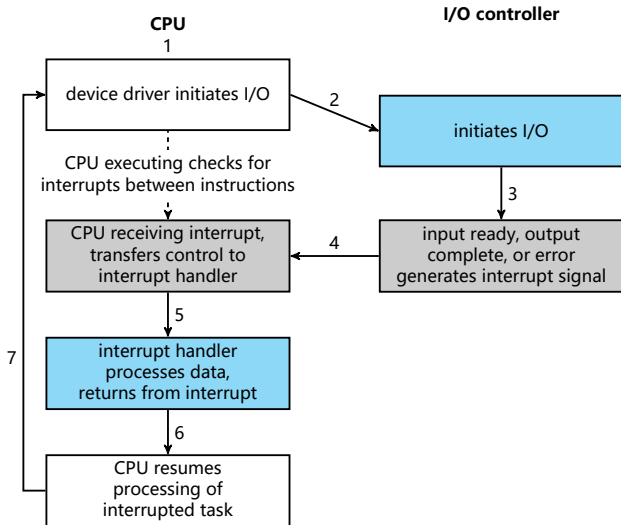 CPU
I/O controller
1
device driver initiates I/O
2
initiates I/O
CPU executing checks for
interrupts between instructions
3
CPU receiving interrupt,
transfers control to
interrupt handler
4
input ready, output
complete, or error
generates interrupt signal
5
7
interrupt handler
processes data,
returns from interrupt
6
CPU resumes
processing of
interrupted task